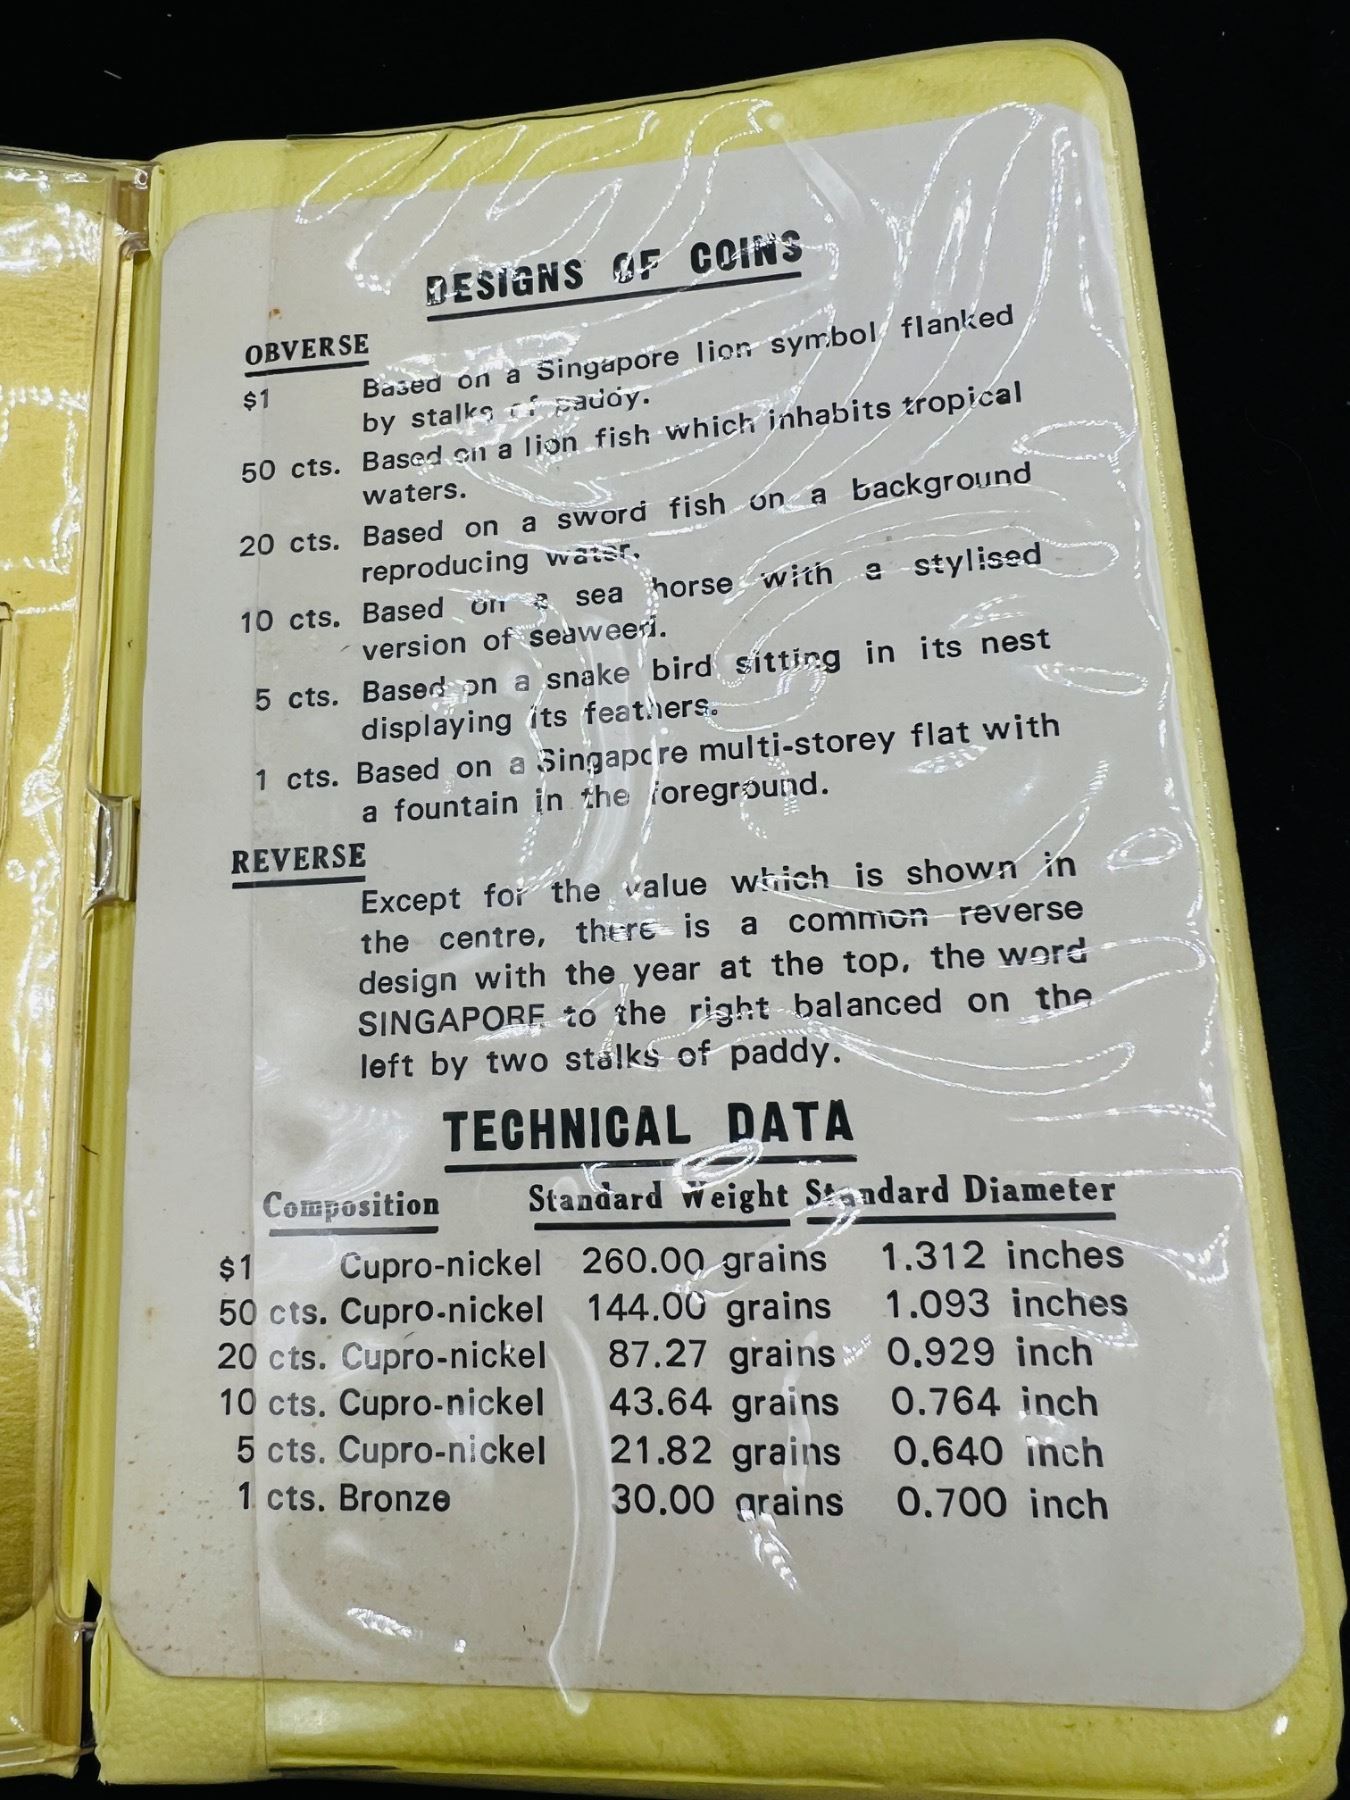 DESIGNS OF COINS
OBVERSE
$1 Based on a Singapore lion symbol flanked
by stalks of paddy.
50 cts. Based on a lion fish which inhabits tropical
waters.
20 cts. Based on a sword fish on a background
reproducing water.
10 cts. Based on a sea horse with a stylised
version of seaweed.
5 cts. Based on a snake bird sitting in its nest
displaying its feathers.
1 cts. Based on a Singapore multi-storey flat with
a fountain in the foreground.
REVERSE
Except for the value which is shown in
the centre, there is a common reverse
design with the year at the top, the word
SINGAPORE to the right balanced on the
left by two stalks of paddy.
TECHNICAL DATA
Composition Standard Weight Standard Diameter
$1 Cupro-nickel 260.00 grains 1.312 inches
50 cts. Cupro-nickel 144.00 grains 1.093 inches
20 cts. Cupro-nickel 87.27 grains 0.929 inch
10 cts. Cupro-nickel 43.64 grains 0.764 inch
5 cts. Cupro-nickel 21.82 grains 0.640 inch
1 cts. Bronze 30.00 grains 0.700 inch